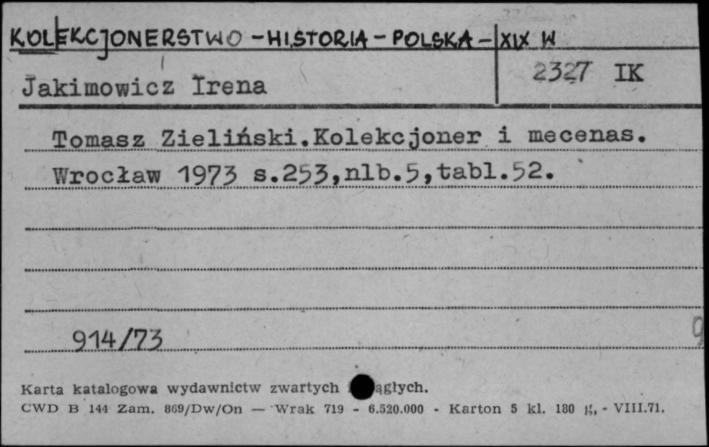 KOLEKCJONERSTWO - HISTORIA - POLSKA - XIX W
Jakimowicz Irena 2327 IK
Tomasz Zieliński.Kolekcjoner i mecenas.
Wrocław 1973 s.253,nlb.5,tabl.52.
914/73
Karta katalogowa wydawnictw zwartych
CWD B 144 Zam. 869/Dw/On — Wrak 719 - 6.520.000 - Karton 5 kl. 180 g, - VIII.71.